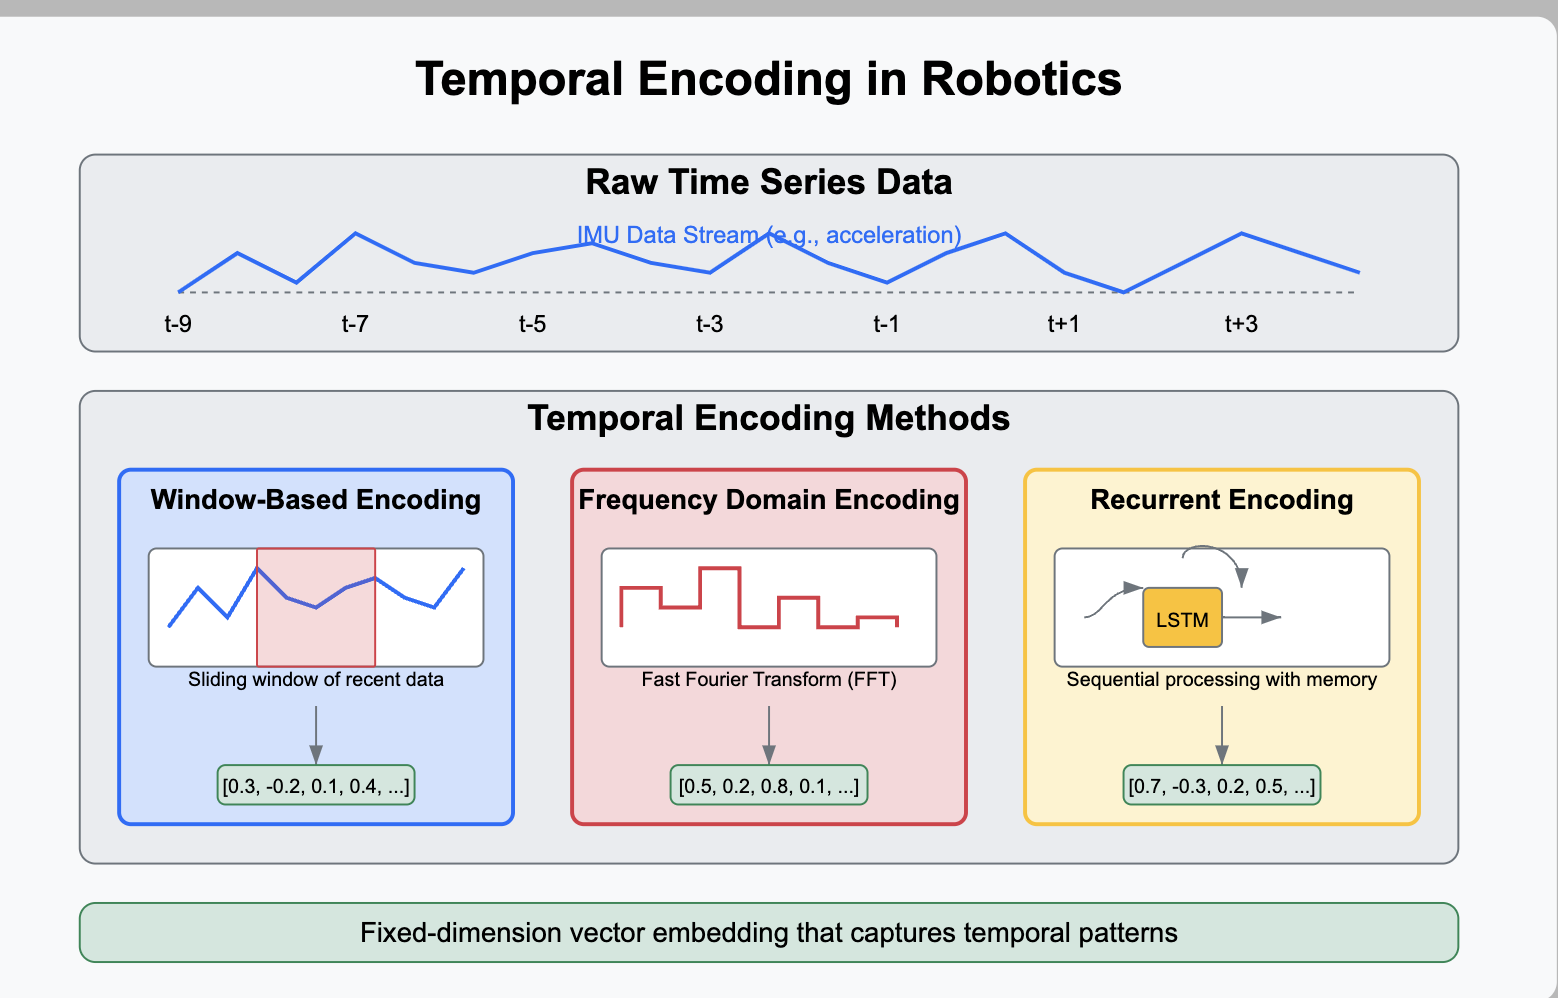 Temporal Encoding in Robotics
Raw Time Series Data
IMU Data Stream (e.g., acceleration)
t-9 t-7 t-5 t-3 t-1 t+1 t+3
Temporal Encoding Methods
Window-Based Encoding
Sliding window of recent data
[0.3, -0.2, 0.1, 0.4, ...]
Frequency Domain Encoding
Fast Fourier Transform (FFT)
[0.5, 0.2, 0.8, 0.1, ...]
Recurrent Encoding
LSTM
Sequential processing with memory
[0.7, -0.3, 0.2, 0.5, ...]
Fixed-dimension vector embedding that captures temporal patterns